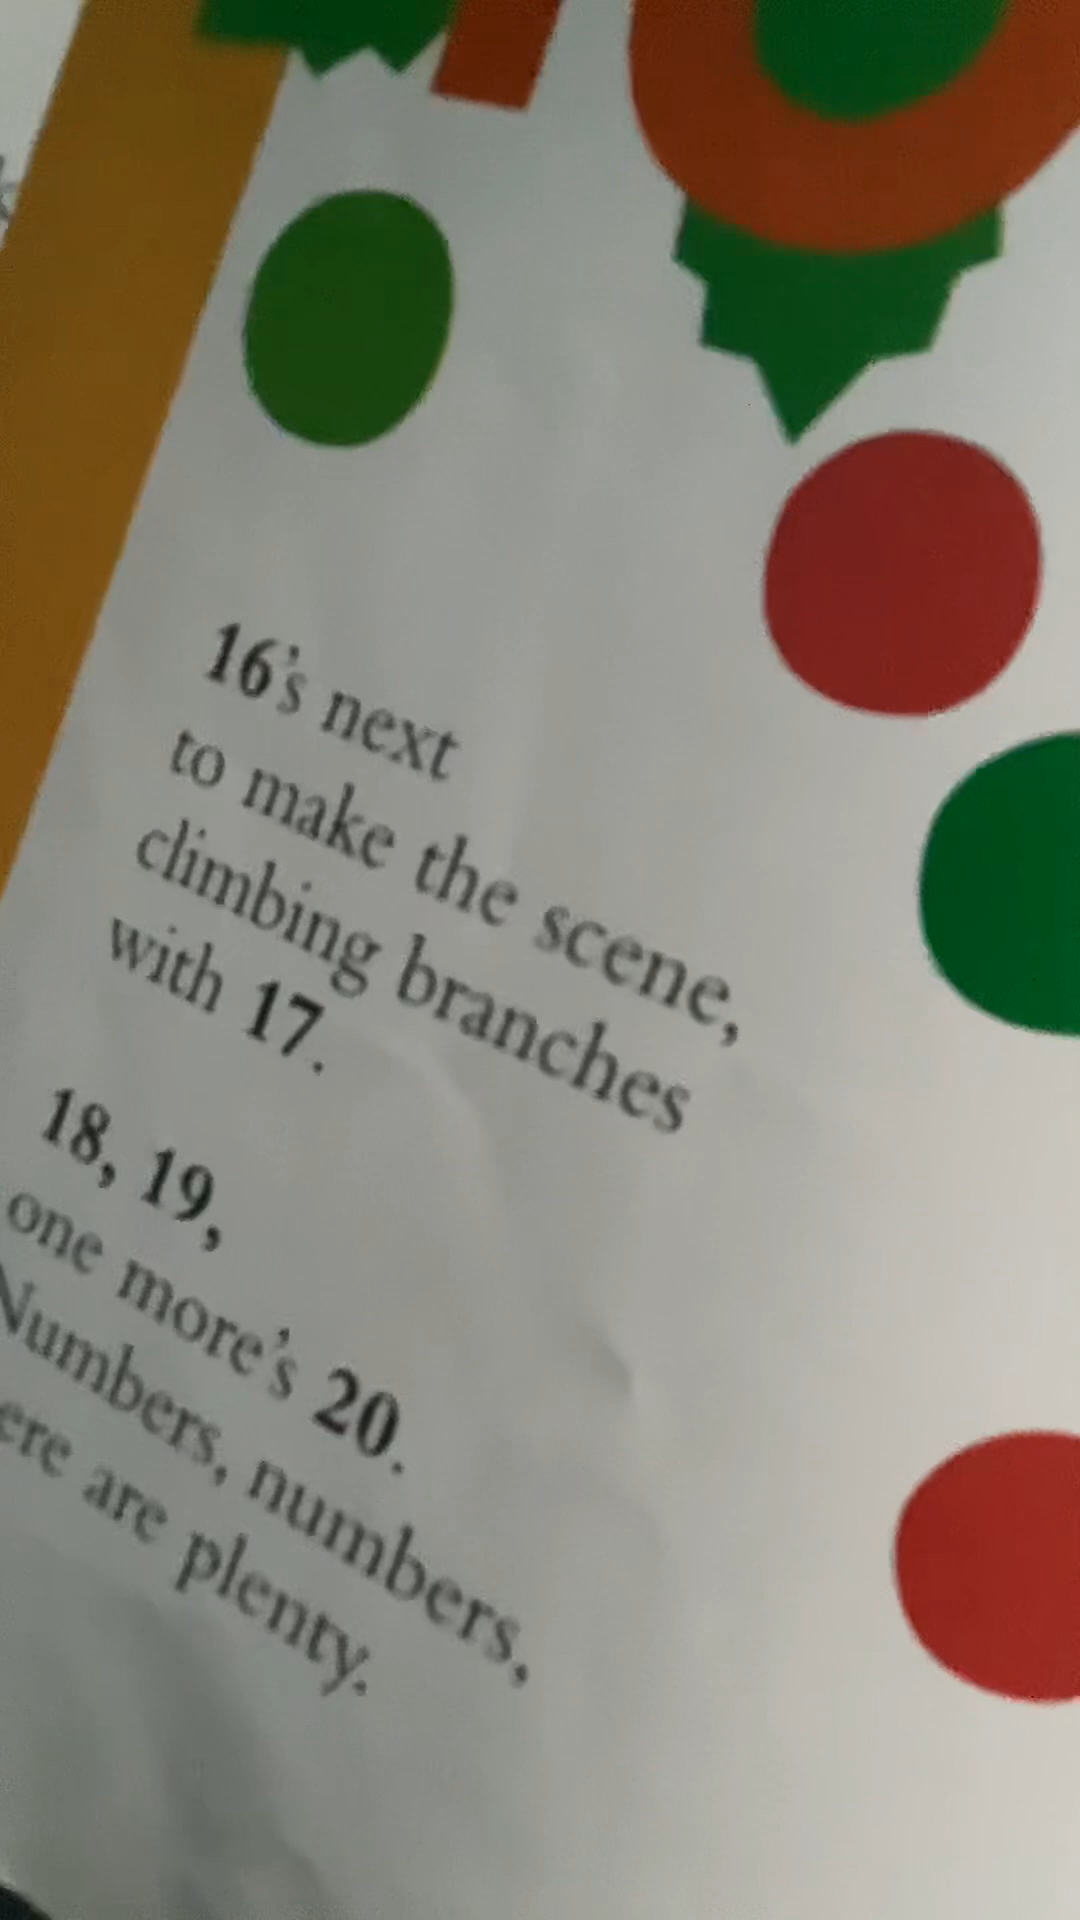 16's next
to make the scene,
climbing branches
with 17.
18, 19,
one more's 20.
Numbers, numbers,
are plenty.